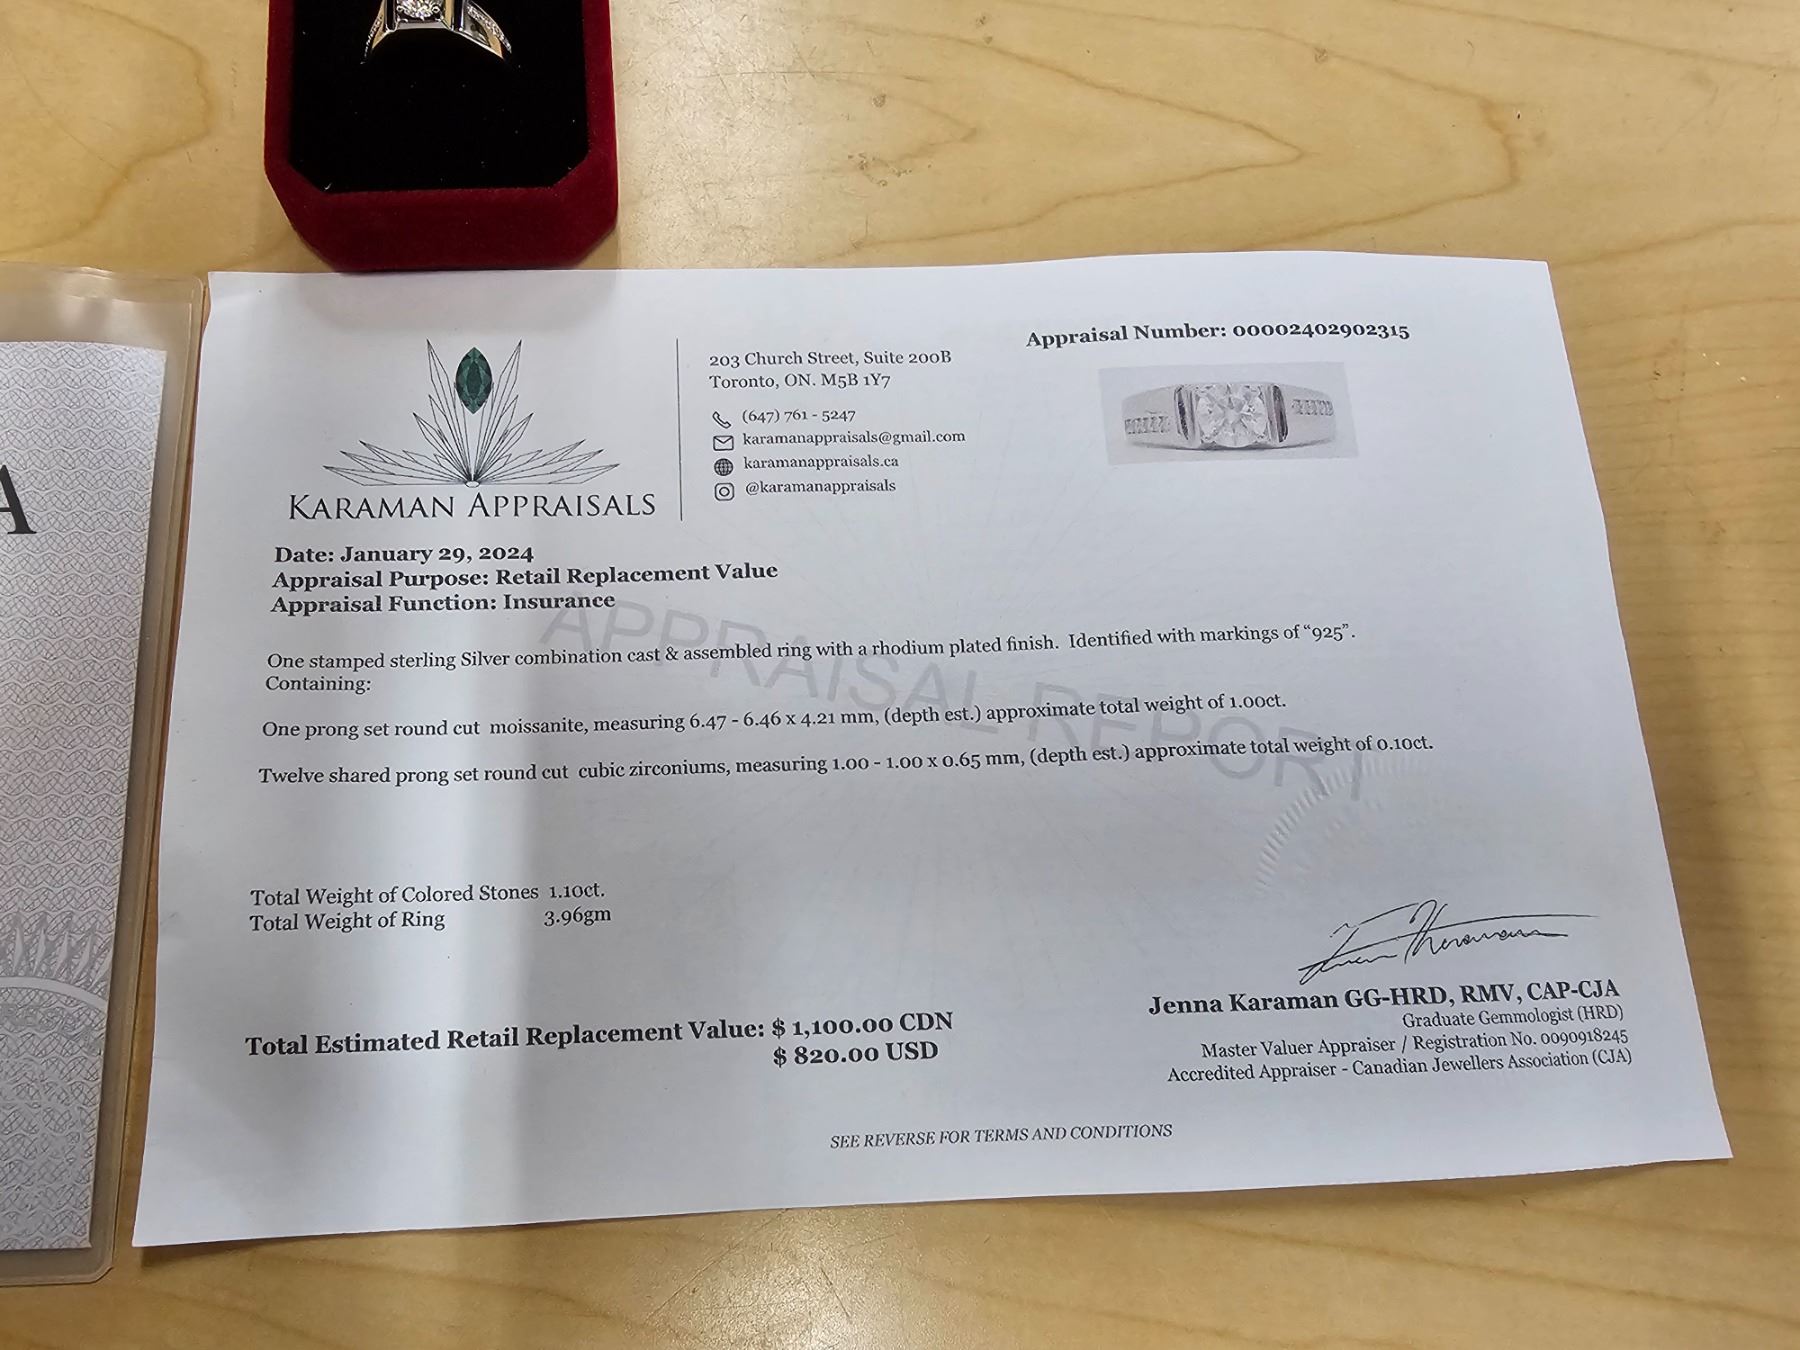 A
KARAMAN APPRAISALS
203 Church Street, Suite 200B
Toronto, ON. M5B 1Y7
(647) 761 - 5247
karamanappraisals@gmail.com
karamanappraisals.ca
@karamanappraisals
Appraisal Number: 00002402902315
Date: January 29, 2024
Appraisal Purpose: Retail Replacement Value
Appraisal Function: Insurance
APPRAISAL REPORT
One stamped sterling Silver combination cast & assembled ring with a rhodium plated finish. Identified with markings of "925".
Containing:
One prong set round cut moissanite, measuring 6.47 - 6.46 x 4.21 mm, (depth est.) approximate total weight of 1.00ct.
Twelve shared prong set round cut cubic zirconiums, measuring 1.00 - 1.00 x 0.65 mm, (depth est.) approximate total weight of 0.10ct.
Total Weight of Colored Stones 1.10ct.
Total Weight of Ring 3.96gm
Total Estimated Retail Replacement Value: $ 1,100.00 CDN
$ 820.00 USD
Jenna Karaman GG-HRD, RMV, CAP-CJA
Graduate Gemmologist (HRD)
Master Valuer Appraiser / Registration No. 0090918245
Accredited Appraiser - Canadian Jewellers Association (CJA)
SEE REVERSE FOR TERMS AND CONDITIONS